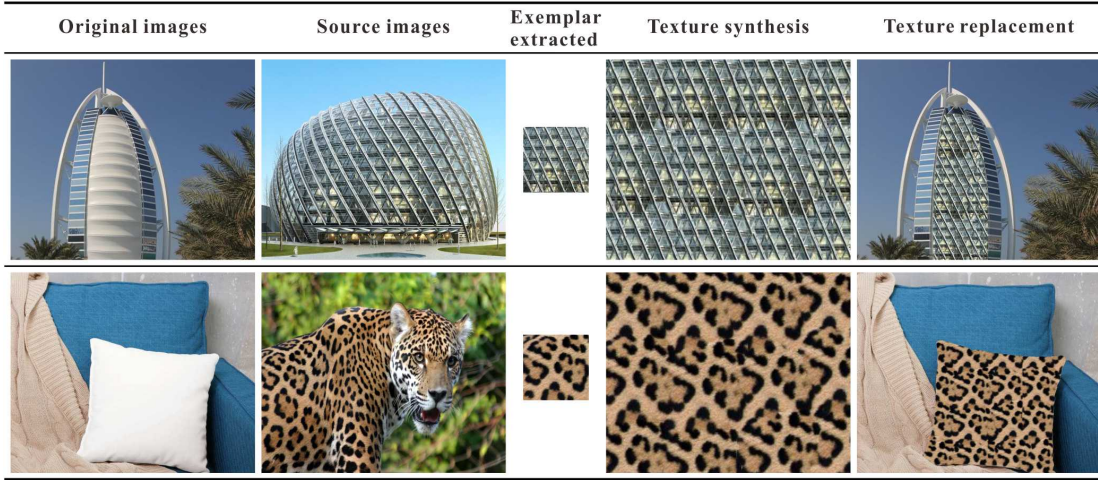 Original images
Source images
Exemplar
extracted
Texture synthesis
Texture replacement